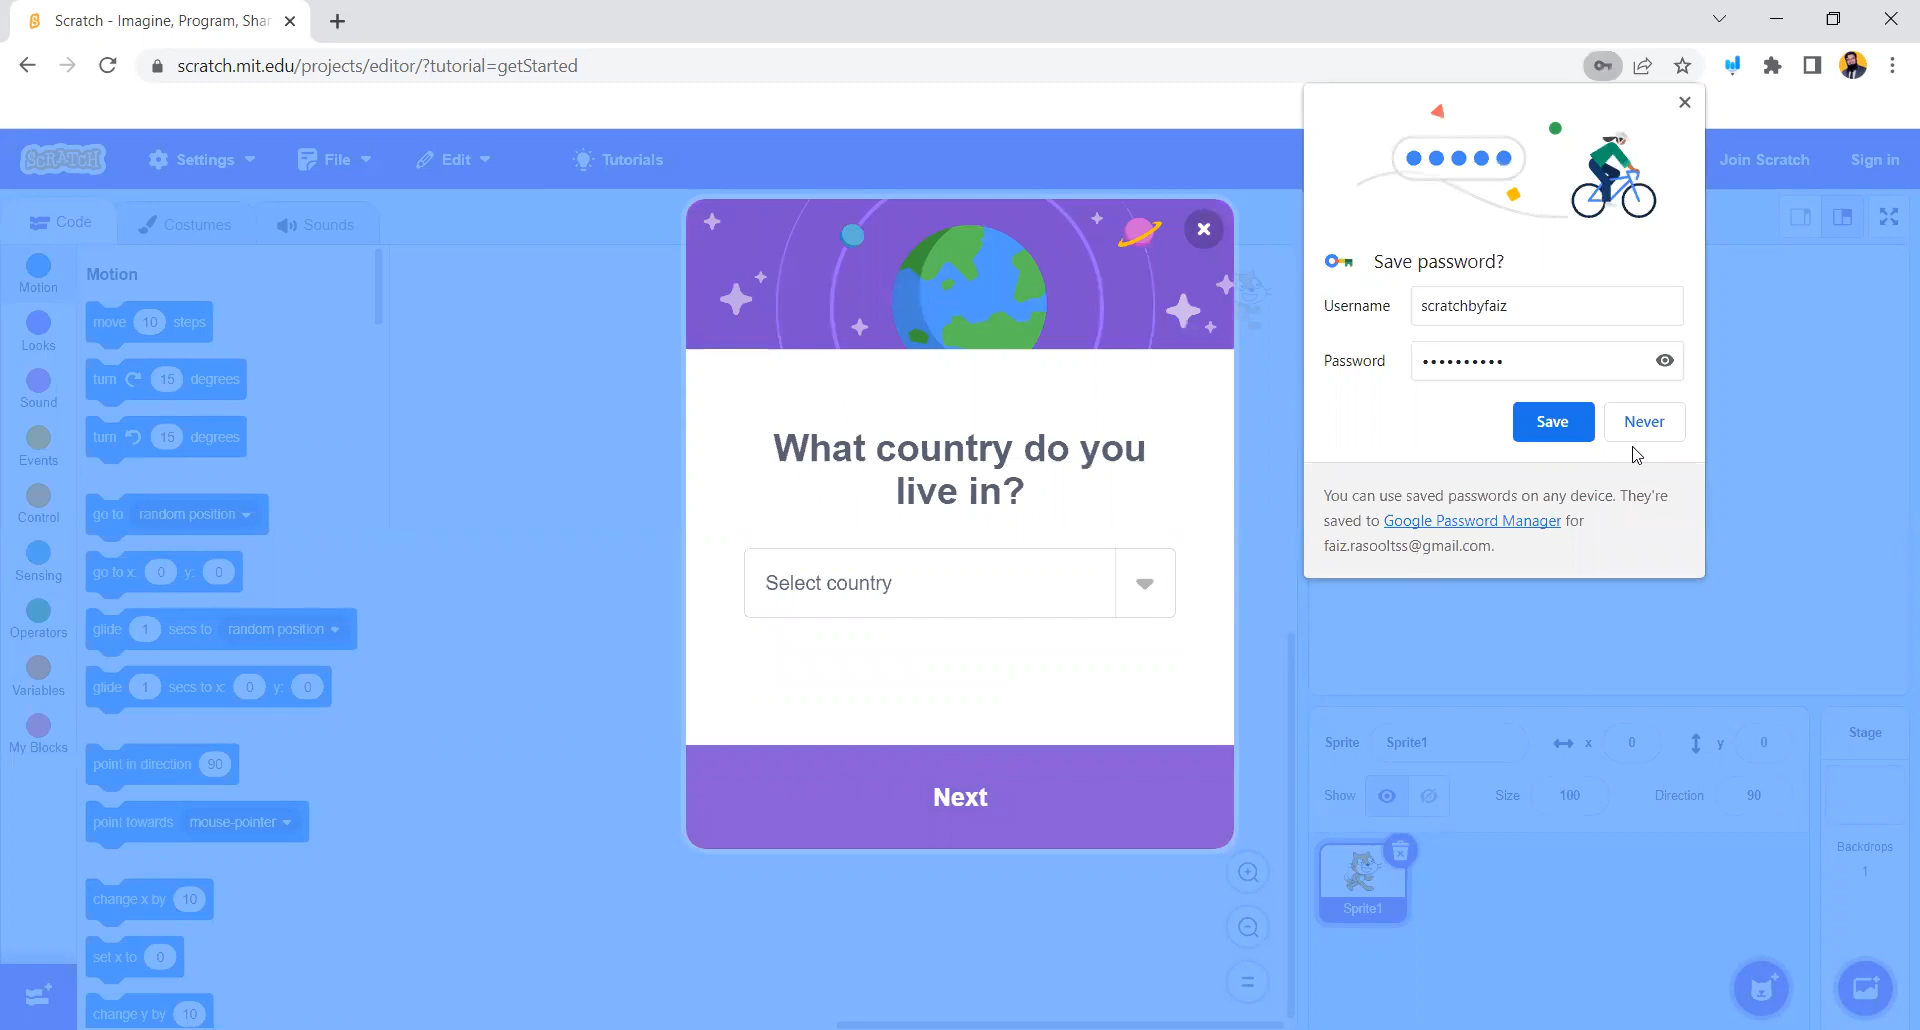 Scratch - Imagine, Program, Shar
scratch.mit.edu/projects/editor/?tutorial=getStarted
SCRATCH
Settings
File
Edit
Tutorials
Join Scratch
Sign in
Code
Costumes
Sounds
Motion
Looks
Sound
Events
Control
Sensing
Operators
Variables
My Blocks
Motion
move 10 steps
turn 15 degrees
turn 15 degrees
go to random position
go to x: 0 y: 0
glide 1 secs to random position
glide 1 secs to x: 0 y: 0
point in direction 90
point towards mouse-pointer
change x by 10
set x to 0
change y by 10
What country do you
live in?
Select country
Next
Save password?
Username scratchbyfaiz
Password ••••••••••
Save
Never
You can use saved passwords on any device. They're
saved to Google Password Manager for
faiz.rasooltss@gmail.com.
Sprite Sprite1 x 0 y 0
Show Size 100 Direction 90
Sprite1
Stage
Backdrops
1